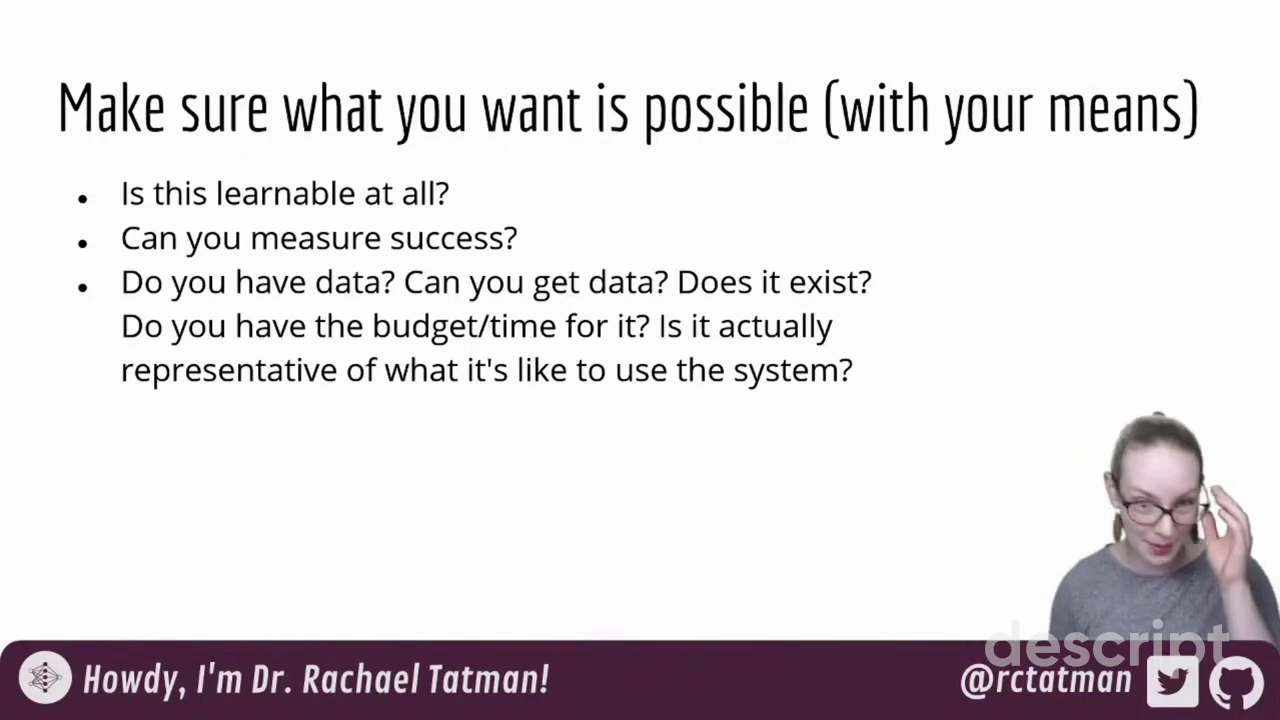 Make sure what you want is possible (with your means)
• Is this learnable at all?
• Can you measure success?
• Do you have data? Can you get data? Does it exist?
Do you have the budget/time for it? Is it actually
representative of what it's like to use the system?
descript
Howdy, I'm Dr. Rachael Tatman!
@rctatman